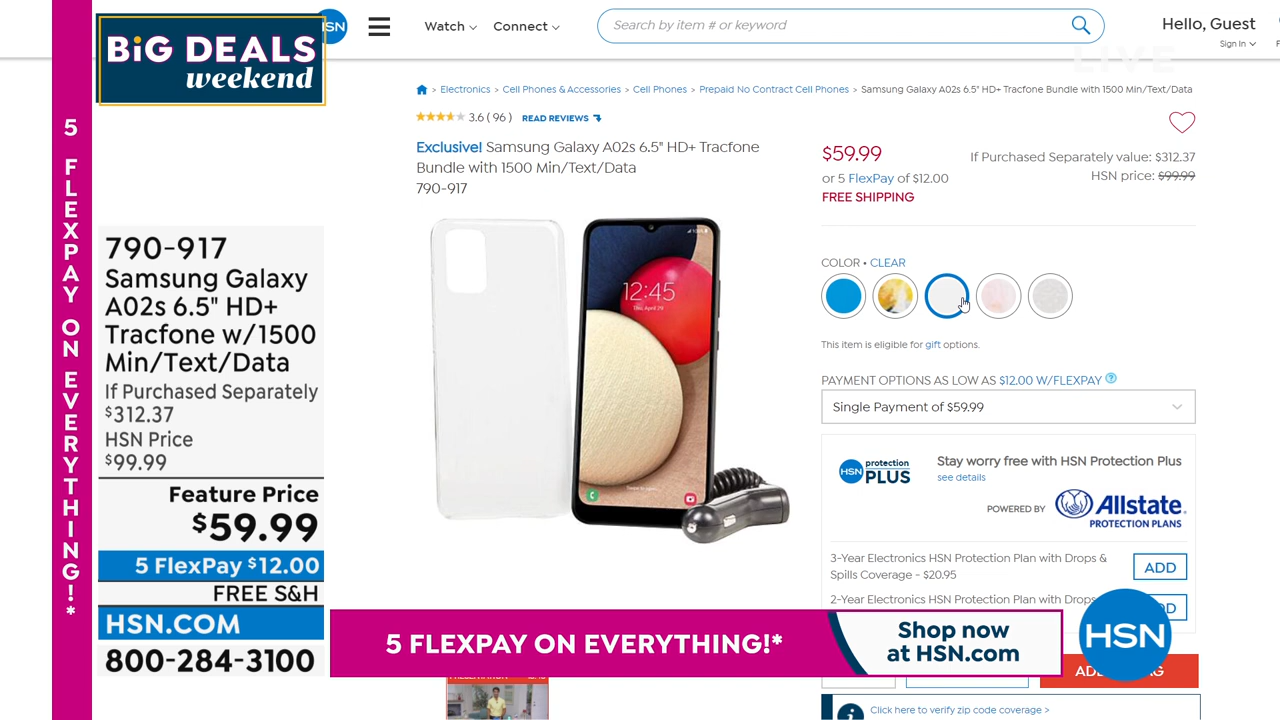 BiG DEALS
weekend
HSN
Watch
Connect
Search by item # or keyword
Hello, Guest
Sign In
LIVE
5 FLEXPAY ON EVERYTHING!*
Electronics > Cell Phones & Accessories > Cell Phones > Prepaid No Contract Cell Phones > Samsung Galaxy A02s 6.5" HD+ Tracfone Bundle with 1500 Min/Text/Data
3.6 ( 96 ) READ REVIEWS
Exclusive! Samsung Galaxy A02s 6.5" HD+ Tracfone
Bundle with 1500 Min/Text/Data
790-917
$59.99
or 5 FlexPay of $12.00
FREE SHIPPING
If Purchased Separately value: $312.37
HSN price: $99.99
COLOR • CLEAR
This item is eligible for gift options.
PAYMENT OPTIONS AS LOW AS $12.00 W/FLEXPAY ?
Single Payment of $59.99
HSN protection PLUS
Stay worry free with HSN Protection Plus
see details
POWERED BY Allstate.
PROTECTION PLANS
3-Year Electronics HSN Protection Plan with Drops &
Spills Coverage - $20.95
ADD
2-Year Electronics HSN Protection Plan with Drops
Click here to verify zip code coverage >
12:45
Thu, April 29
790-917
Samsung Galaxy
A02s 6.5" HD+
Tracfone w/1500
Min/Text/Data
If Purchased Separately
$312.37
HSN Price
$99.99
Feature Price
$59.99
5 FlexPay $12.00
FREE S&H
HSN.COM
800-284-3100
5 FLEXPAY ON EVERYTHING!*
Shop now
at HSN.com
HSN